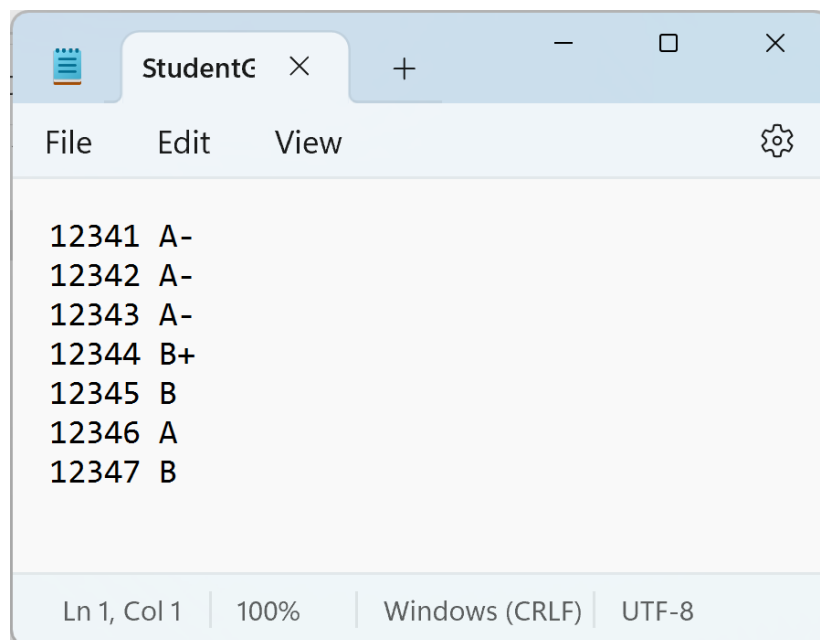 StudentG
File Edit View
12341 A-
12342 A-
12343 A-
12344 B+
12345 B
12346 A
12347 B
Ln 1, Col 1 100% Windows (CRLF) UTF-8